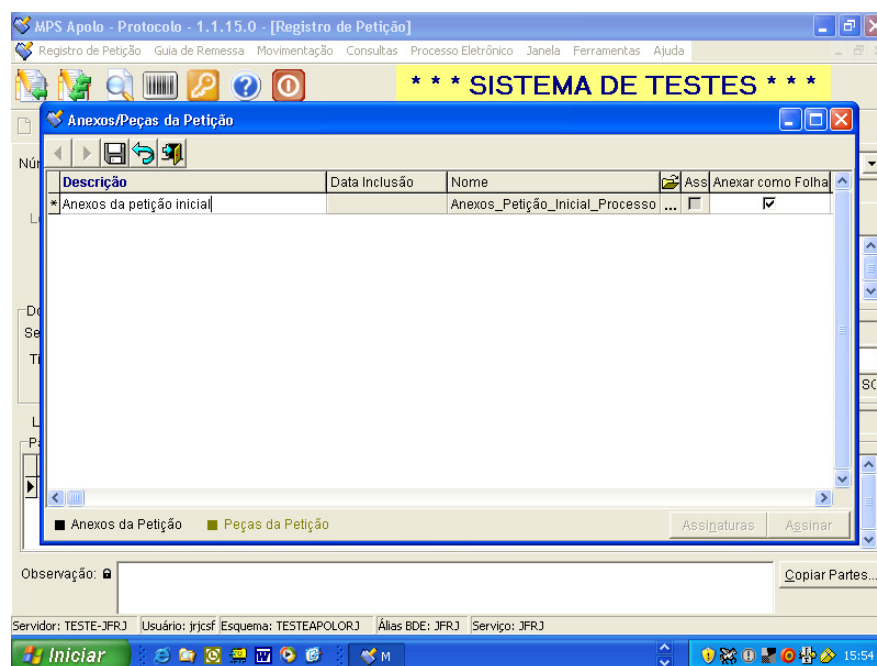 MPS Apolo - Protocolo - 1.1.15.0 - [Registro de Petição]
Registro de Petição Guia de Remessa Movimentação Consultas Processo Eletrônico Janela Ferramentas Ajuda
* * * SISTEMA DE TESTES * * *
Anexos/Peças da Petição
Descrição Data Inclusão Nome Ass Anexar como Folha
* Anexos da petição inicial Anexos_Petição_Inicial_Processo ...
Anexos da Petição Peças da Petição
Assinaturas Assinar
Observação: Copiar Partes...
Servidor: TESTE-JFRJ Usuário: jrjcsf Esquema: TESTEAPOLORJ Álias BDE: JFRJ Serviço: JFRJ
Iniciar M 15:54